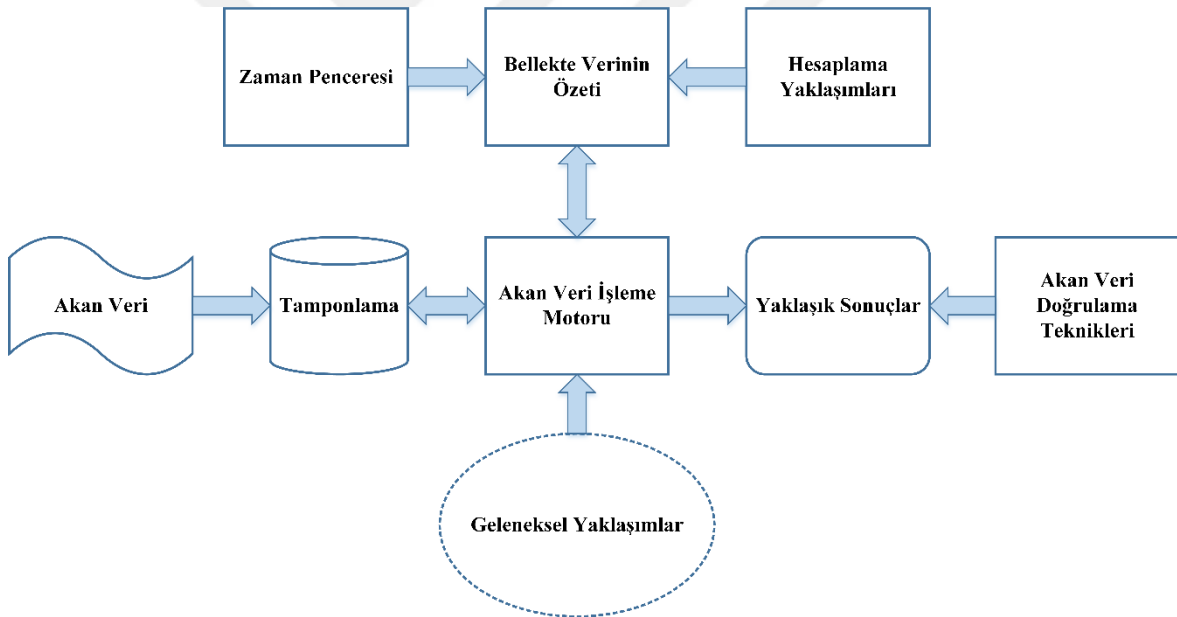 Zaman Penceresi
Bellekte Verinin
Özeti
Hesaplama
Yaklaşımları
Akan Veri
Tamponlama
Akan Veri İşleme
Motoru
Yaklaşık Sonuçlar
Akan Veri
Doğrulama
Teknikleri
Geleneksel Yaklaşımlar